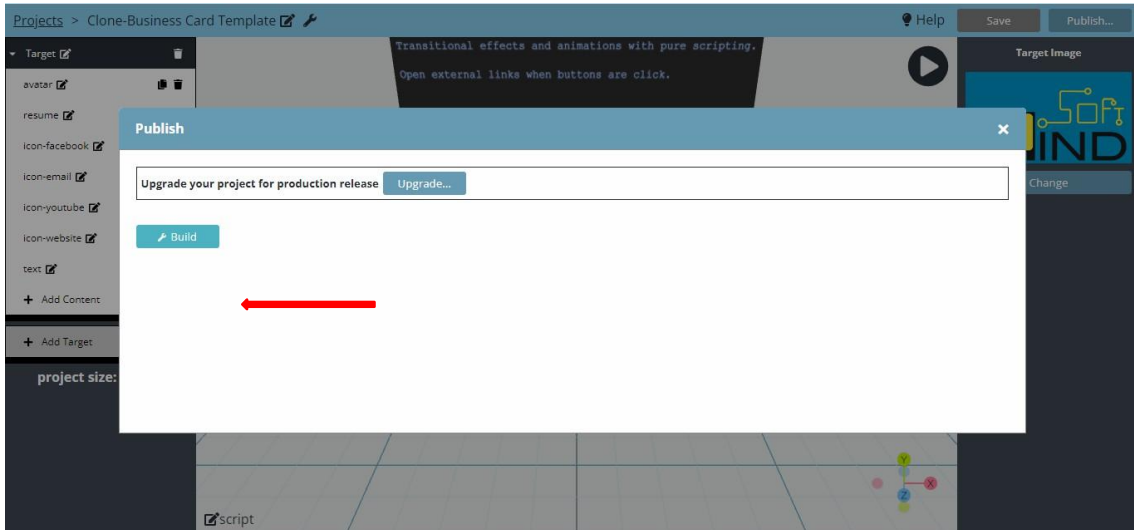 Projects > Clone-Business Card Template
Help
Save
Publish...
Target
avatar
resume
icon-facebook
icon-email
icon-youtube
icon-website
text
+ Add Content
+ Add Target
project size:
Transitional effects and animations with pure scripting.
Open external links when buttons are click.
Publish
×
Upgrade your project for production release
Upgrade...
Build
Target Image
Soft
IND
Change
script
Y
X
Z